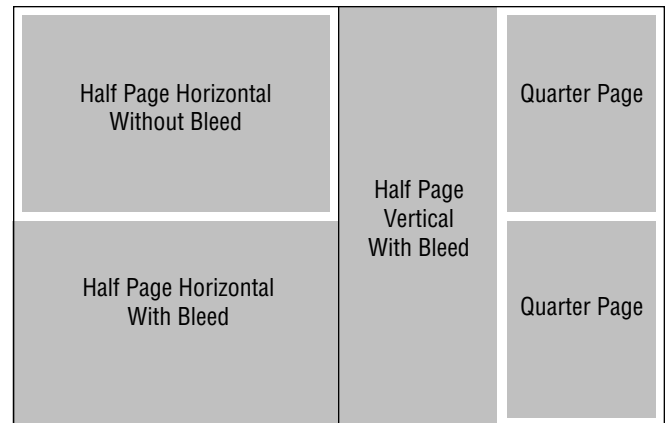 Half Page Horizontal
Without Bleed
Half Page Horizontal
With Bleed
Half Page
Vertical
With Bleed
Quarter Page
Quarter Page